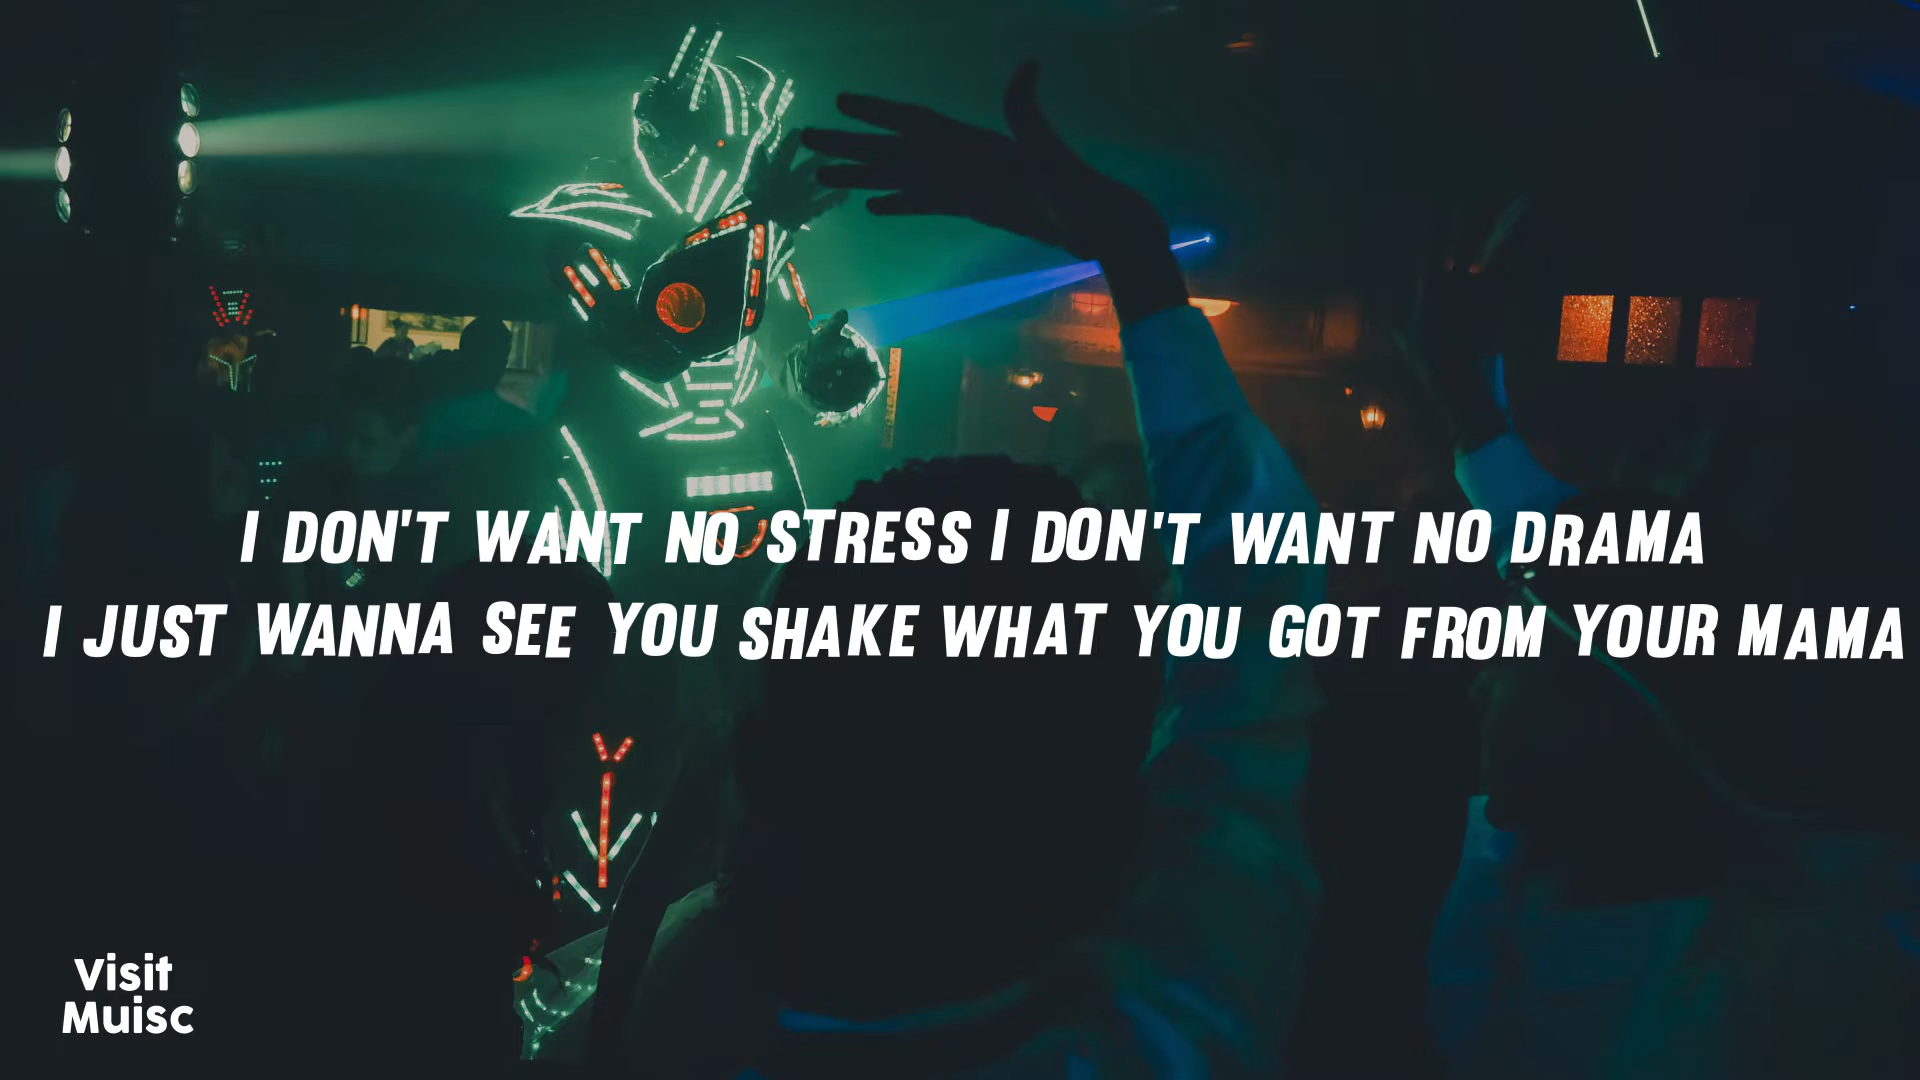 I DON'T WANT NO STRESS I DON'T WANT NO DRAMA
I JUST WANNA SEE YOU SHAKE WHAT YOU GOT FROM YOUR MAMA
Visit
Muisc